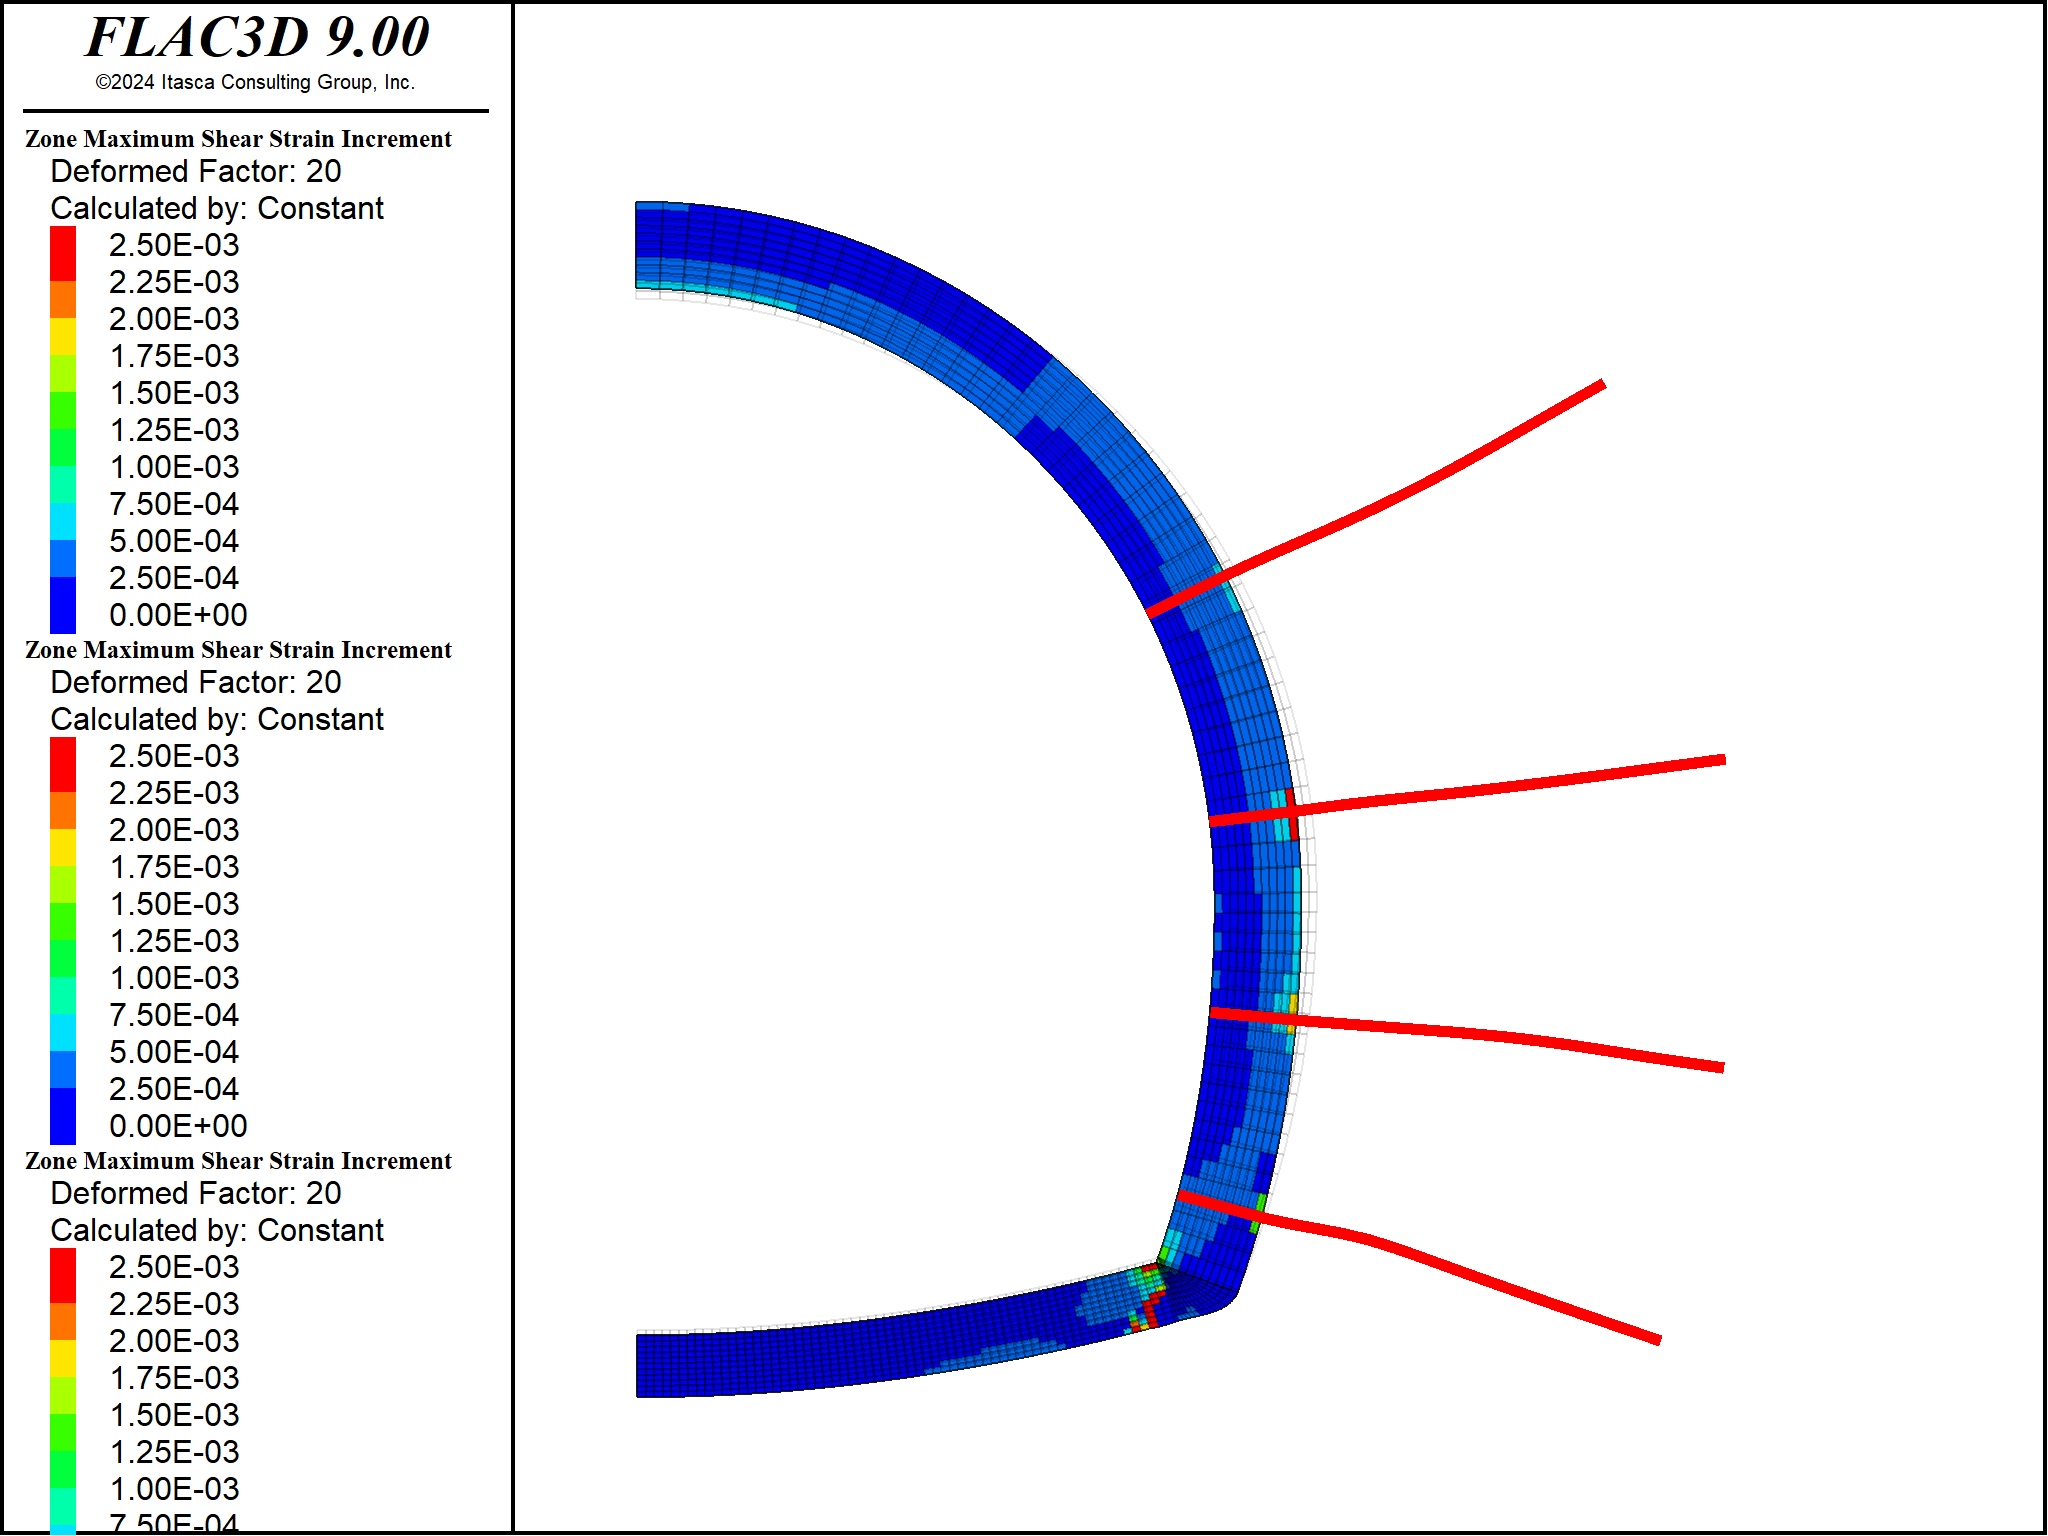 FLAC3D 9.00
©2024 Itasca Consulting Group, Inc.
Zone Maximum Shear Strain Increment
Deformed Factor: 20
Calculated by: Constant
2.50E-03
2.25E-03
2.00E-03
1.75E-03
1.50E-03
1.25E-03
1.00E-03
7.50E-04
5.00E-04
2.50E-04
0.00E+00
Zone Maximum Shear Strain Increment
Deformed Factor: 20
Calculated by: Constant
2.50E-03
2.25E-03
2.00E-03
1.75E-03
1.50E-03
1.25E-03
1.00E-03
7.50E-04
5.00E-04
2.50E-04
0.00E+00
Zone Maximum Shear Strain Increment
Deformed Factor: 20
Calculated by: Constant
2.50E-03
2.25E-03
2.00E-03
1.75E-03
1.50E-03
1.25E-03
1.00E-03
7.50E-04